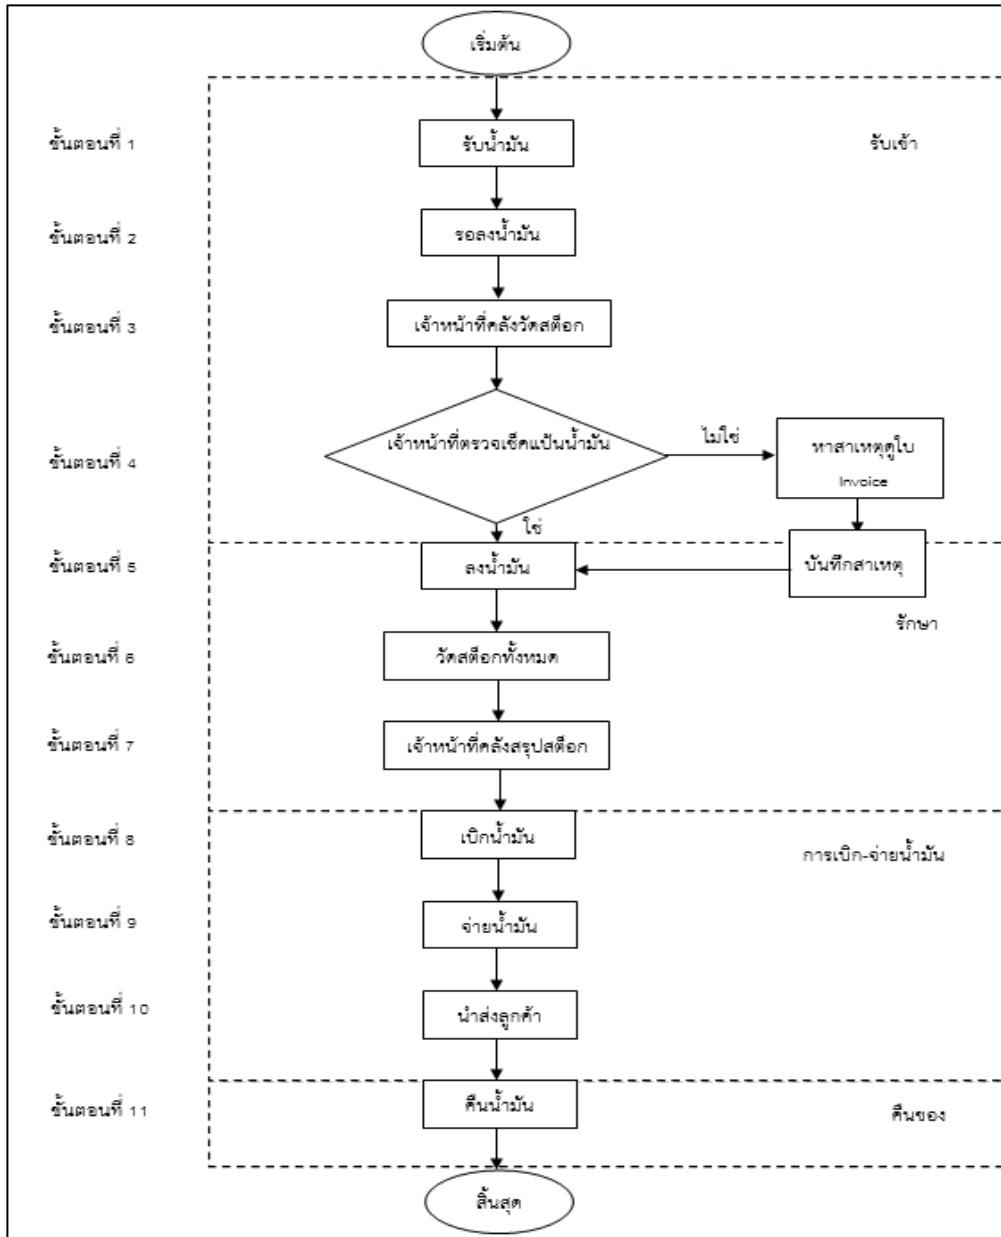 เริ่มต้น
ขั้นตอนที่ 1
รับน้ำมัน
รับเข้า
ขั้นตอนที่ 2
รอลงน้ำมัน
ขั้นตอนที่ 3
เจ้าหน้าที่คลังวัดสต็อก
ขั้นตอนที่ 4
เจ้าหน้าที่ตรวจเช็คแป้นน้ำมัน
ไม่ใช่
หาสาเหตุดูใบ
Invoice
ใช่
ขั้นตอนที่ 5
ลงน้ำมัน
บันทึกสาเหตุ
รักษา
ขั้นตอนที่ 6
วัดสต็อกทั้งหมด
ขั้นตอนที่ 7
เจ้าหน้าที่คลังสรุปสต็อก
ขั้นตอนที่ 8
เบิกน้ำมัน
การเบิก-จ่ายน้ำมัน
ขั้นตอนที่ 9
จ่ายน้ำมัน
ขั้นตอนที่ 10
นำส่งลูกค้า
ขั้นตอนที่ 11
คืนน้ำมัน
คืนของ
สิ้นสุด